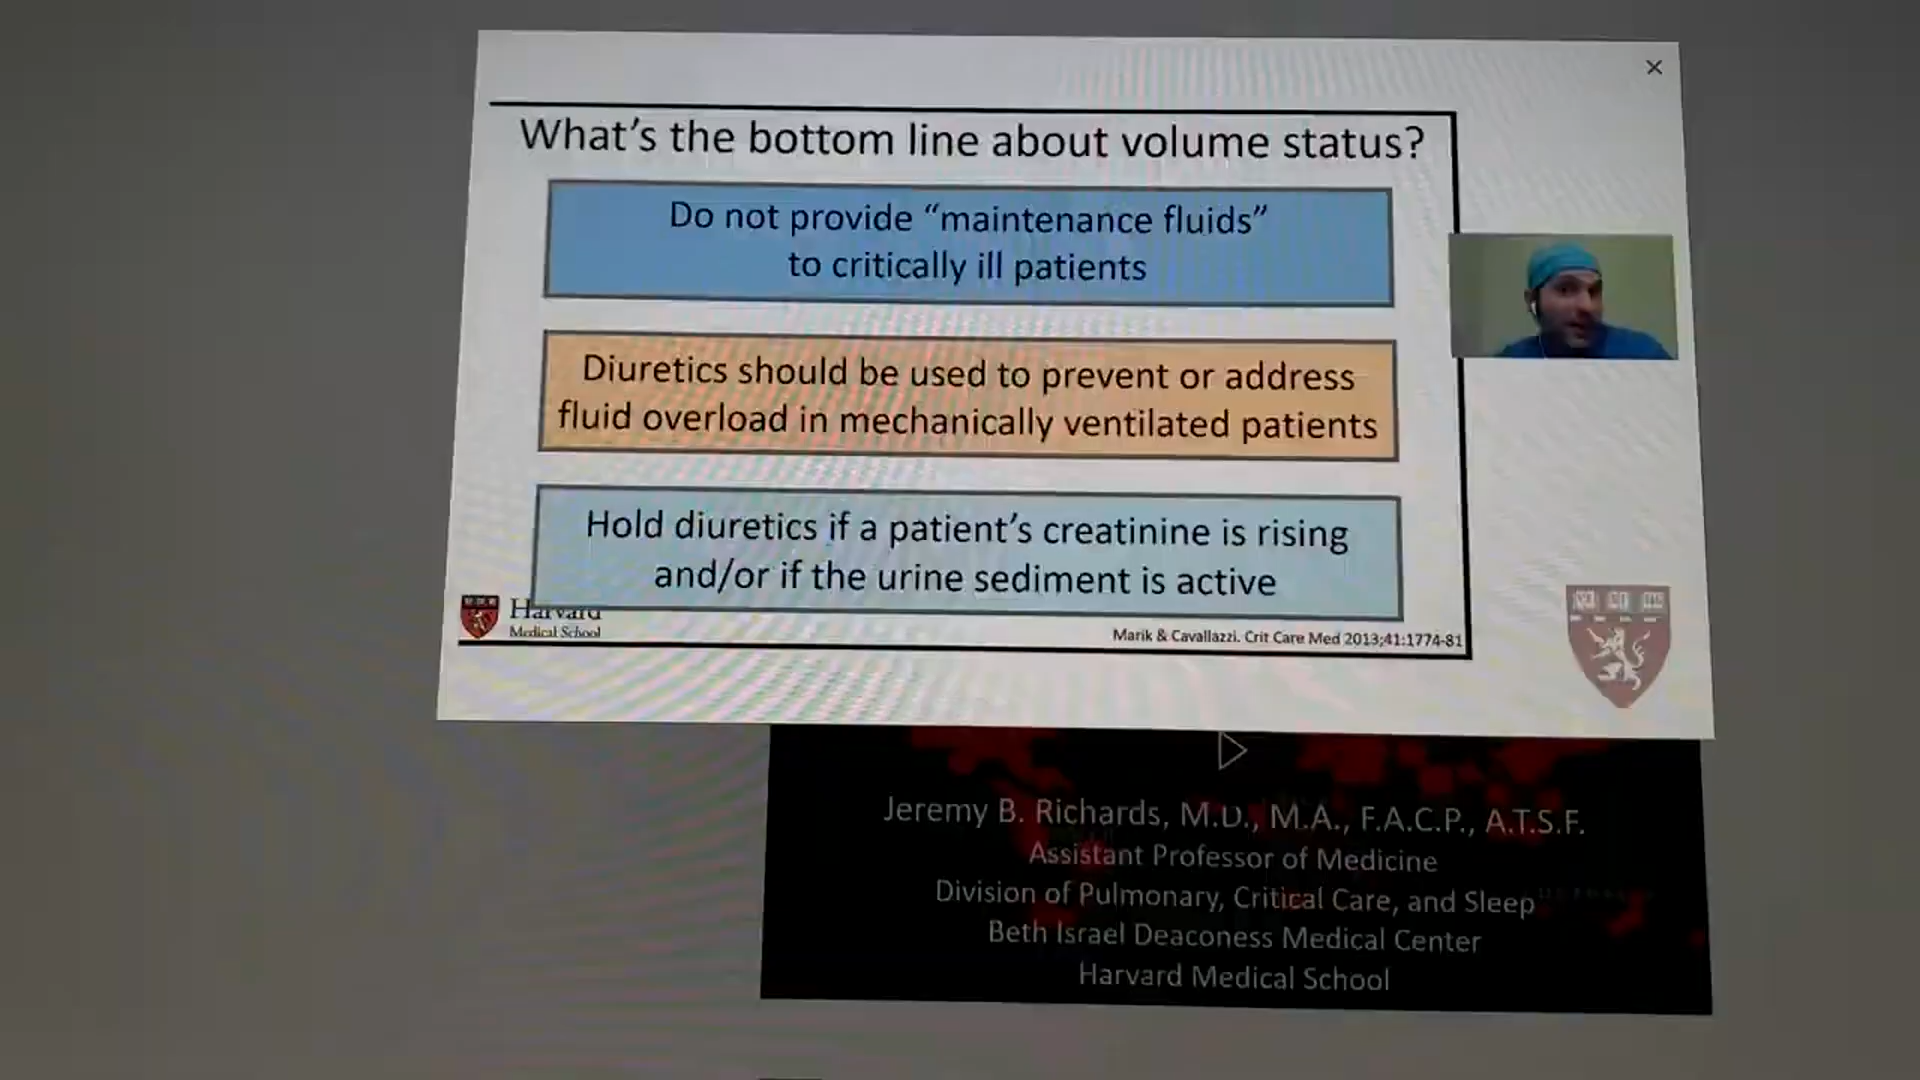 What's the bottom line about volume status?
Do not provide “maintenance fluids”
to critically ill patients
Diuretics should be used to prevent or address
fluid overload in mechanically ventilated patients
Hold diuretics if a patient's creatinine is rising
and/or if the urine sediment is active
Harvard
Medical School
Marik & Cavallazzi. Crit Care Med 2013;41:1774-81
Jeremy B. Richards, M.D., M.A., F.A.C.P., A.T.S.F.
Assistant Professor of Medicine
Division of Pulmonary, Critical Care, and Sleep
Beth Israel Deaconess Medical Center
Harvard Medical School